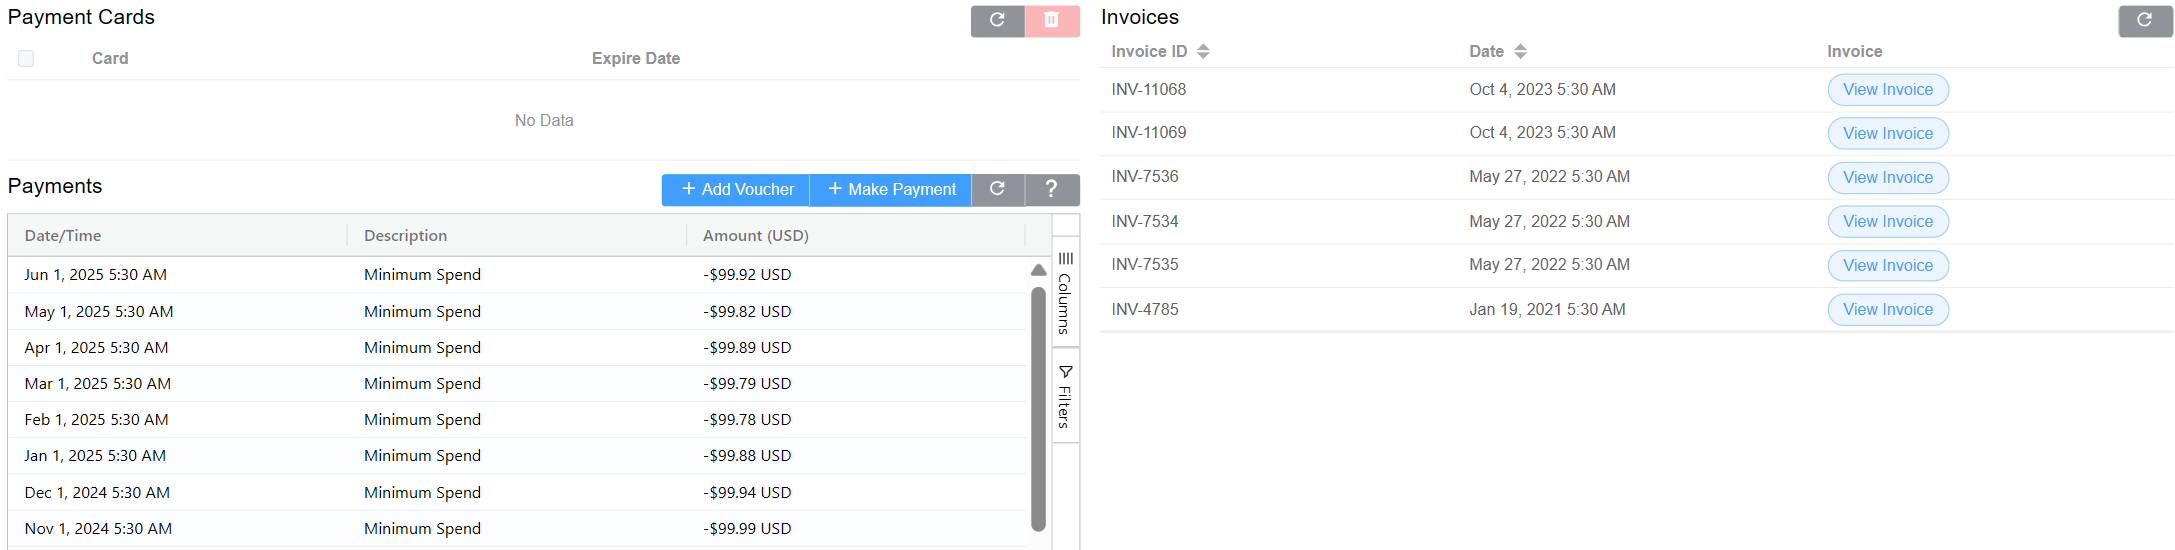 Payment Cards
Card Expire Date
No Data
Payments
+ Add Voucher + Make Payment ?
Date/Time Description Amount (USD)
Jun 1, 2025 5:30 AM Minimum Spend -$99.92 USD
May 1, 2025 5:30 AM Minimum Spend -$99.82 USD
Apr 1, 2025 5:30 AM Minimum Spend -$99.89 USD
Mar 1, 2025 5:30 AM Minimum Spend -$99.79 USD
Feb 1, 2025 5:30 AM Minimum Spend -$99.78 USD
Jan 1, 2025 5:30 AM Minimum Spend -$99.88 USD
Dec 1, 2024 5:30 AM Minimum Spend -$99.94 USD
Nov 1, 2024 5:30 AM Minimum Spend -$99.99 USD
Columns
Filters
Invoices
Invoice ID Date Invoice
INV-11068 Oct 4, 2023 5:30 AM View Invoice
INV-11069 Oct 4, 2023 5:30 AM View Invoice
INV-7536 May 27, 2022 5:30 AM View Invoice
INV-7534 May 27, 2022 5:30 AM View Invoice
INV-7535 May 27, 2022 5:30 AM View Invoice
INV-4785 Jan 19, 2021 5:30 AM View Invoice